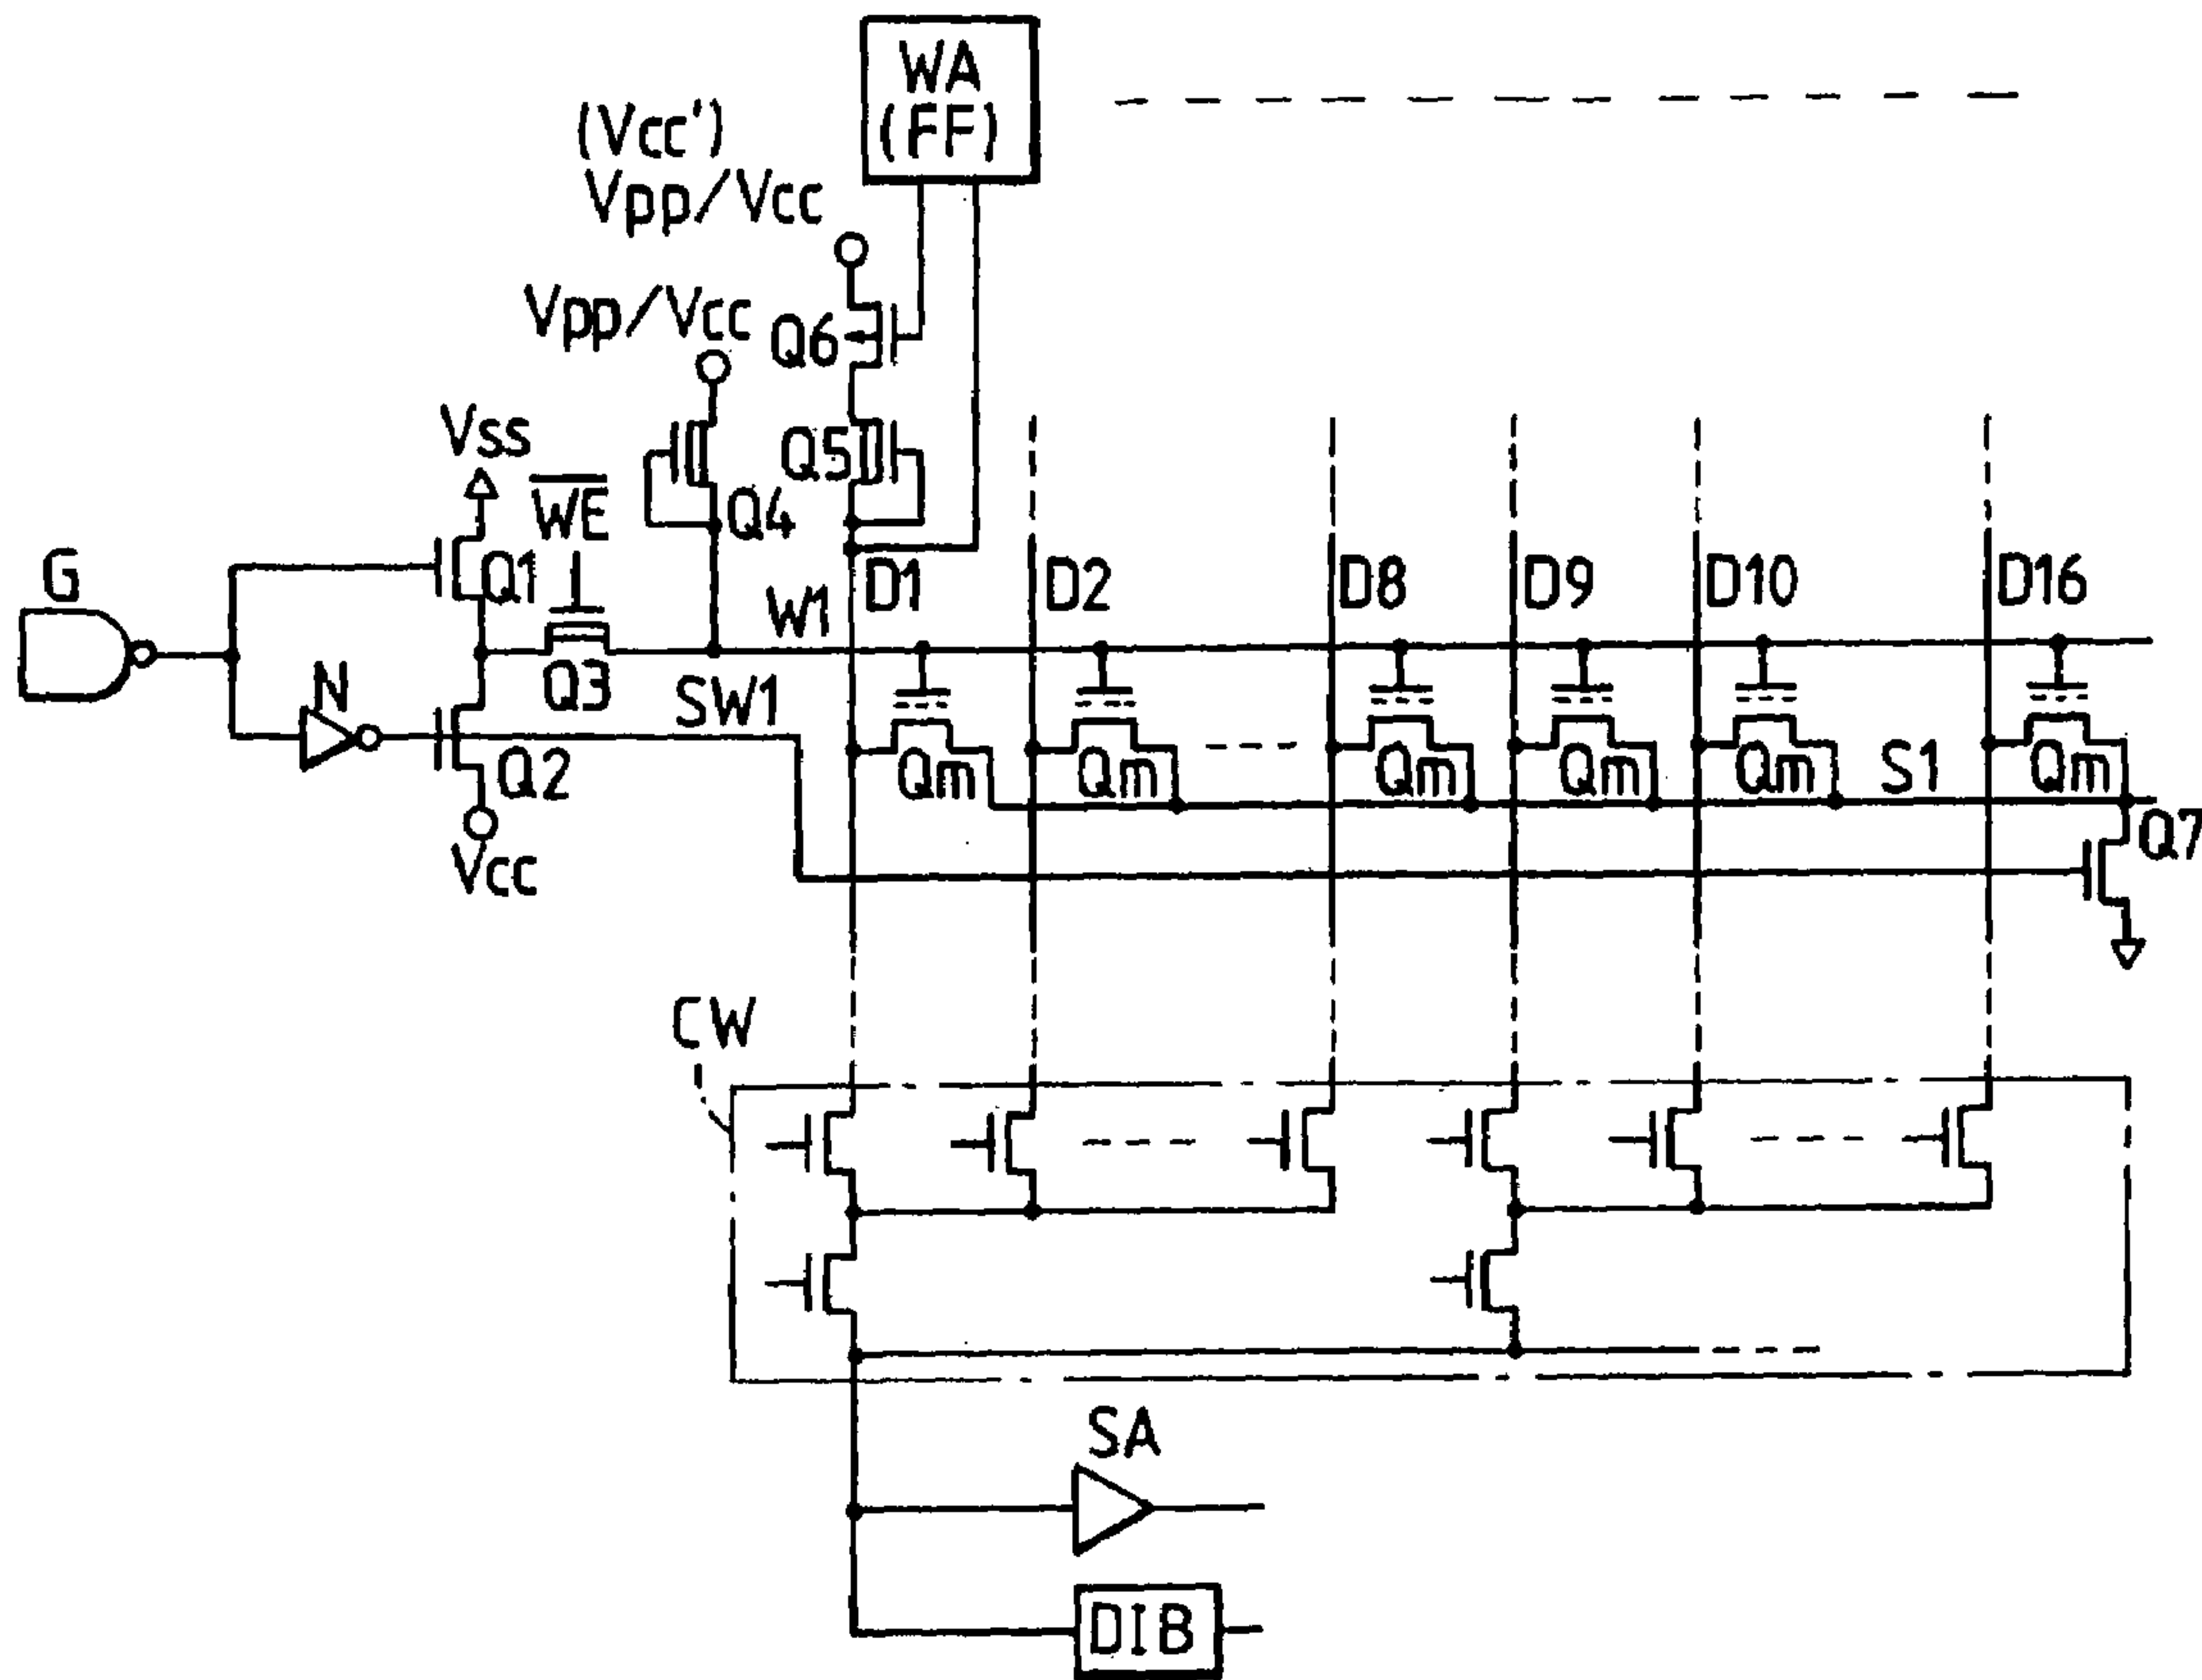 WA
(FF)
(Vcc')
Vpp/Vcc
Vpp/Vcc
Q6
Vss
WE
Q5
Q4
G
Q1
W1
D1
D2
D8
D9
D10
D16
N
Q3
SW1
Q2
Qm
Qm
Qm
Qm
Qm
S1
Qm
Vcc
Q7
CW
SA
DIB